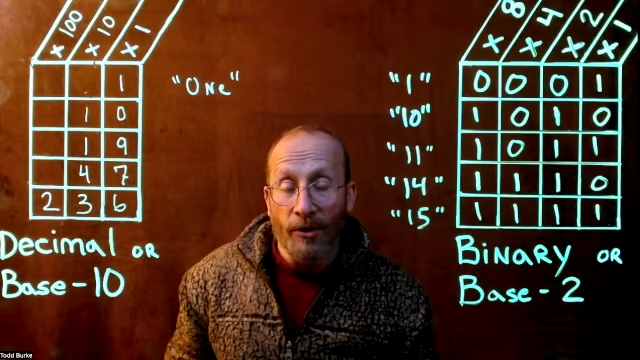 x 100 x 10 x 1
1
1 0
1 9
4 7
2 3 6
Decimal or
Base-10
"One"
x 8 x 4 x 2 x 1
"1" 0 0 0 1
"10" 1 0 1 0
"11" 1 0 1 1
"14" 1 1 1 0
"15" 1 1 1 1
Binary or
Base-2
Todd Burke